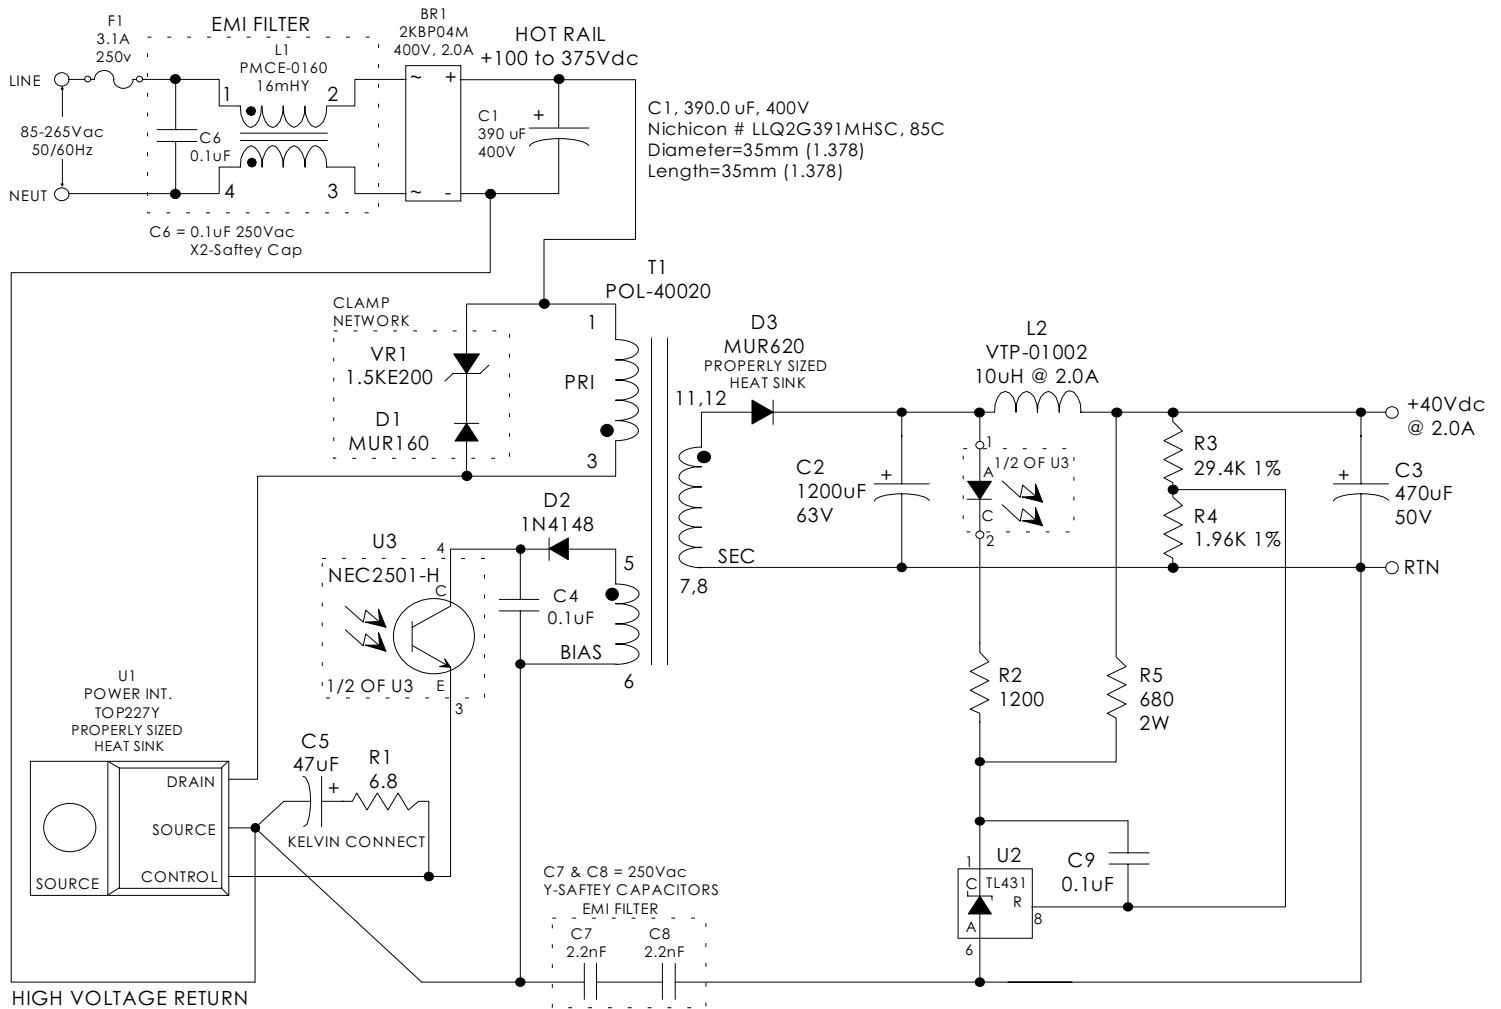 F1
3.1A
250v
EMI FILTER
L1
PMCE-0160
16mHY
BR1
2KBP04M
400V, 2.0A
HOT RAIL
+100 to 375Vdc
LINE
1
2
~
+
85-265Vac
50/60Hz
C6
0.1uF
C1
390 uF
400V
+
C1, 390.0 uF, 400V
Nichicon # LLQ2G391MHSC, 85C
Diameter=35mm (1.378)
Length=35mm (1.378)
NEUT
4
3
~
-
C6 = 0.1uF 250Vac
X2-Saftey Cap
T1
POL-40020
CLAMP
NETWORK
VR1
1.5KE200
D1
MUR160
1
PRI
3
D3
MUR620
PROPERLY SIZED
HEAT SINK
11,12
L2
VTP-01002
10uH @ 2.0A
+40Vdc
@ 2.0A
C2
1200uF
63V
+
1
A
1/2 OF U3
C
2
R3
29.4K 1%
R4
1.96K 1%
+
C3
470uF
50V
D2
1N4148
SEC
7,8
RTN
U3
4
NEC2501-H
C
1/2 OF U3
E
3
C4
0.1uF
5
BIAS
6
R2
1200
R5
680
2W
U1
POWER INT.
TOP227Y
PROPERLY SIZED
HEAT SINK
DRAIN
SOURCE
CONTROL
SOURCE
C5
47uF
+
R1
6.8
KELVIN CONNECT
C7 & C8 = 250Vac
Y-SAFTEY CAPACITORS
EMI FILTER
C7
2.2nF
C8
2.2nF
1
U2
C
TL431
R
A
8
6
C9
0.1uF
HIGH VOLTAGE RETURN